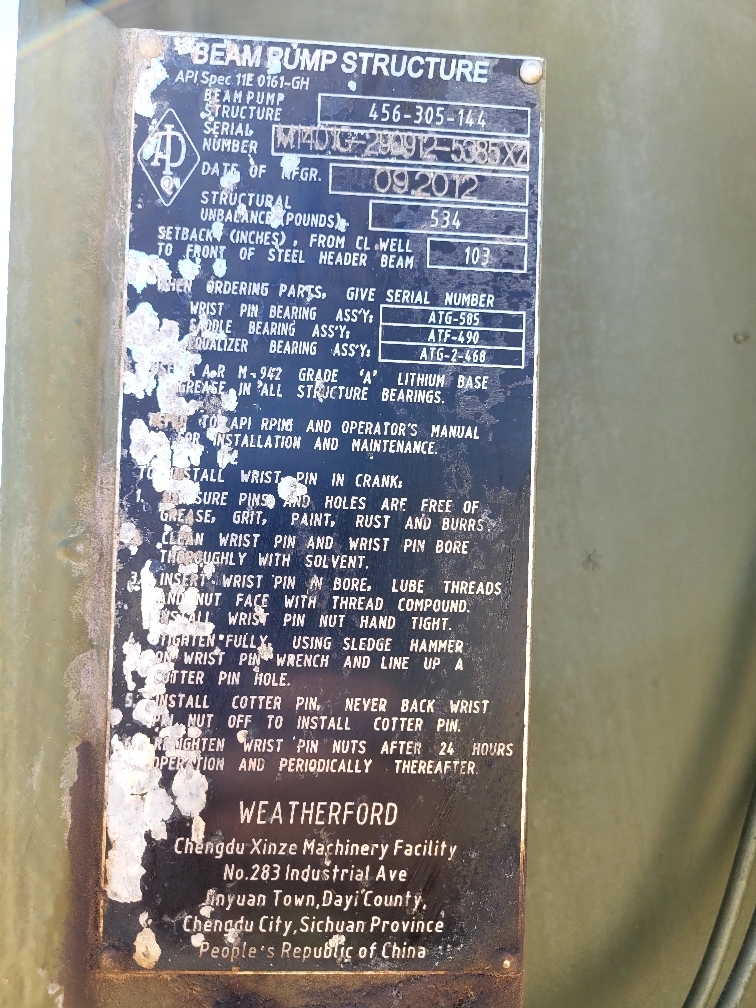 BEAM PUMP STRUCTURE
API Spec 11E 0161-GH
BEAM PUMP
STRUCTURE 456-305-144
SERIAL
NUMBER
DATE OF MFGR. 09.2012
STRUCTURAL
UNBALANCE (POUNDS): 534
SETBACK (INCHES), FROM CL WELL
TO FRONT OF STEEL HEADER BEAM 103
WHEN ORDERING PARTS, GIVE SERIAL NUMBER
WRIST PIN BEARING ASS'Y: ATG-585
SADDLE BEARING ASS'Y: ATF-490
EQUALIZER BEARING ASS'Y: ATG-2-468
A.A.R M-942 GRADE 'A' LITHIUM BASE
GREASE IN ALL STRUCTURE BEARINGS.
TO API AND OPERATOR'S MANUAL
FOR INSTALLATION AND MAINTENANCE.
TO INSTALL WRIST PIN IN CRANK:
1. PINS AND HOLES ARE FREE OF
GREASE, GRIT, PAINT, RUST AND BURRS
CLEAN WRIST PIN AND WRIST PIN BORE
THOROUGHLY WITH SOLVENT.
3. INSERT WRIST PIN IN BORE, LUBE THREADS
AND NUT FACE WITH THREAD COMPOUND.
INSTALL WRIST PIN NUT HAND TIGHT.
TIGHTEN FULLY, USING SLEDGE HAMMER
ON WRIST PIN WRENCH AND LINE UP A
COTTER PIN HOLE.
5. INSTALL COTTER PIN, NEVER BACK WRIST
PIN NUT OFF TO INSTALL COTTER PIN.
RETIGHTEN WRIST PIN NUTS AFTER 24 HOURS
OPERATION AND PERIODICALLY THEREAFTER.
WEATHERFORD
Chengdu Xinze Machinery Facility
No.283 Industrial Ave
Jinyuan Town,Dayi County,
Chengdu City,Sichuan Province
People's Republic of China